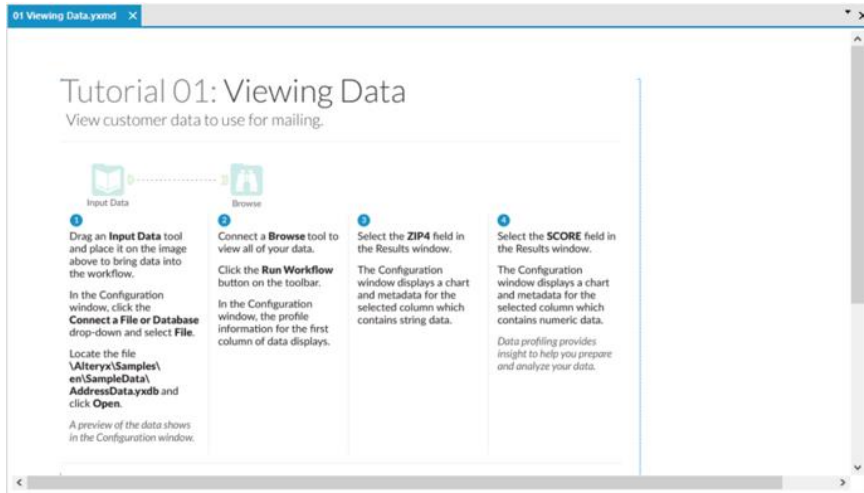 01 Viewing Data.yxmd
Tutorial 01: Viewing Data
View customer data to use for mailing.
Input Data
Browse
1
Drag an Input Data tool
and place it on the image
above to bring data into
the workflow.
In the Configuration
window, click the
Connect a File or Database
drop-down and select File.
Locate the file
\Alteryx\Samples\
en\SampleData\
AddressData.yxdb and
click Open.
A preview of the data shows
in the Configuration window.
2
Connect a Browse tool to
view all of your data.
Click the Run Workflow
button on the toolbar.
In the Configuration
window, the profile
information for the first
column of data displays.
3
Select the ZIP4 field in
the Results window.
The Configuration
window displays a chart
and metadata for the
selected column which
contains string data.
4
Select the SCORE field in
the Results window.
The Configuration
window displays a chart
and metadata for the
selected column which
contains numeric data.
Data profiling provides
insight to help you prepare
and analyze your data.